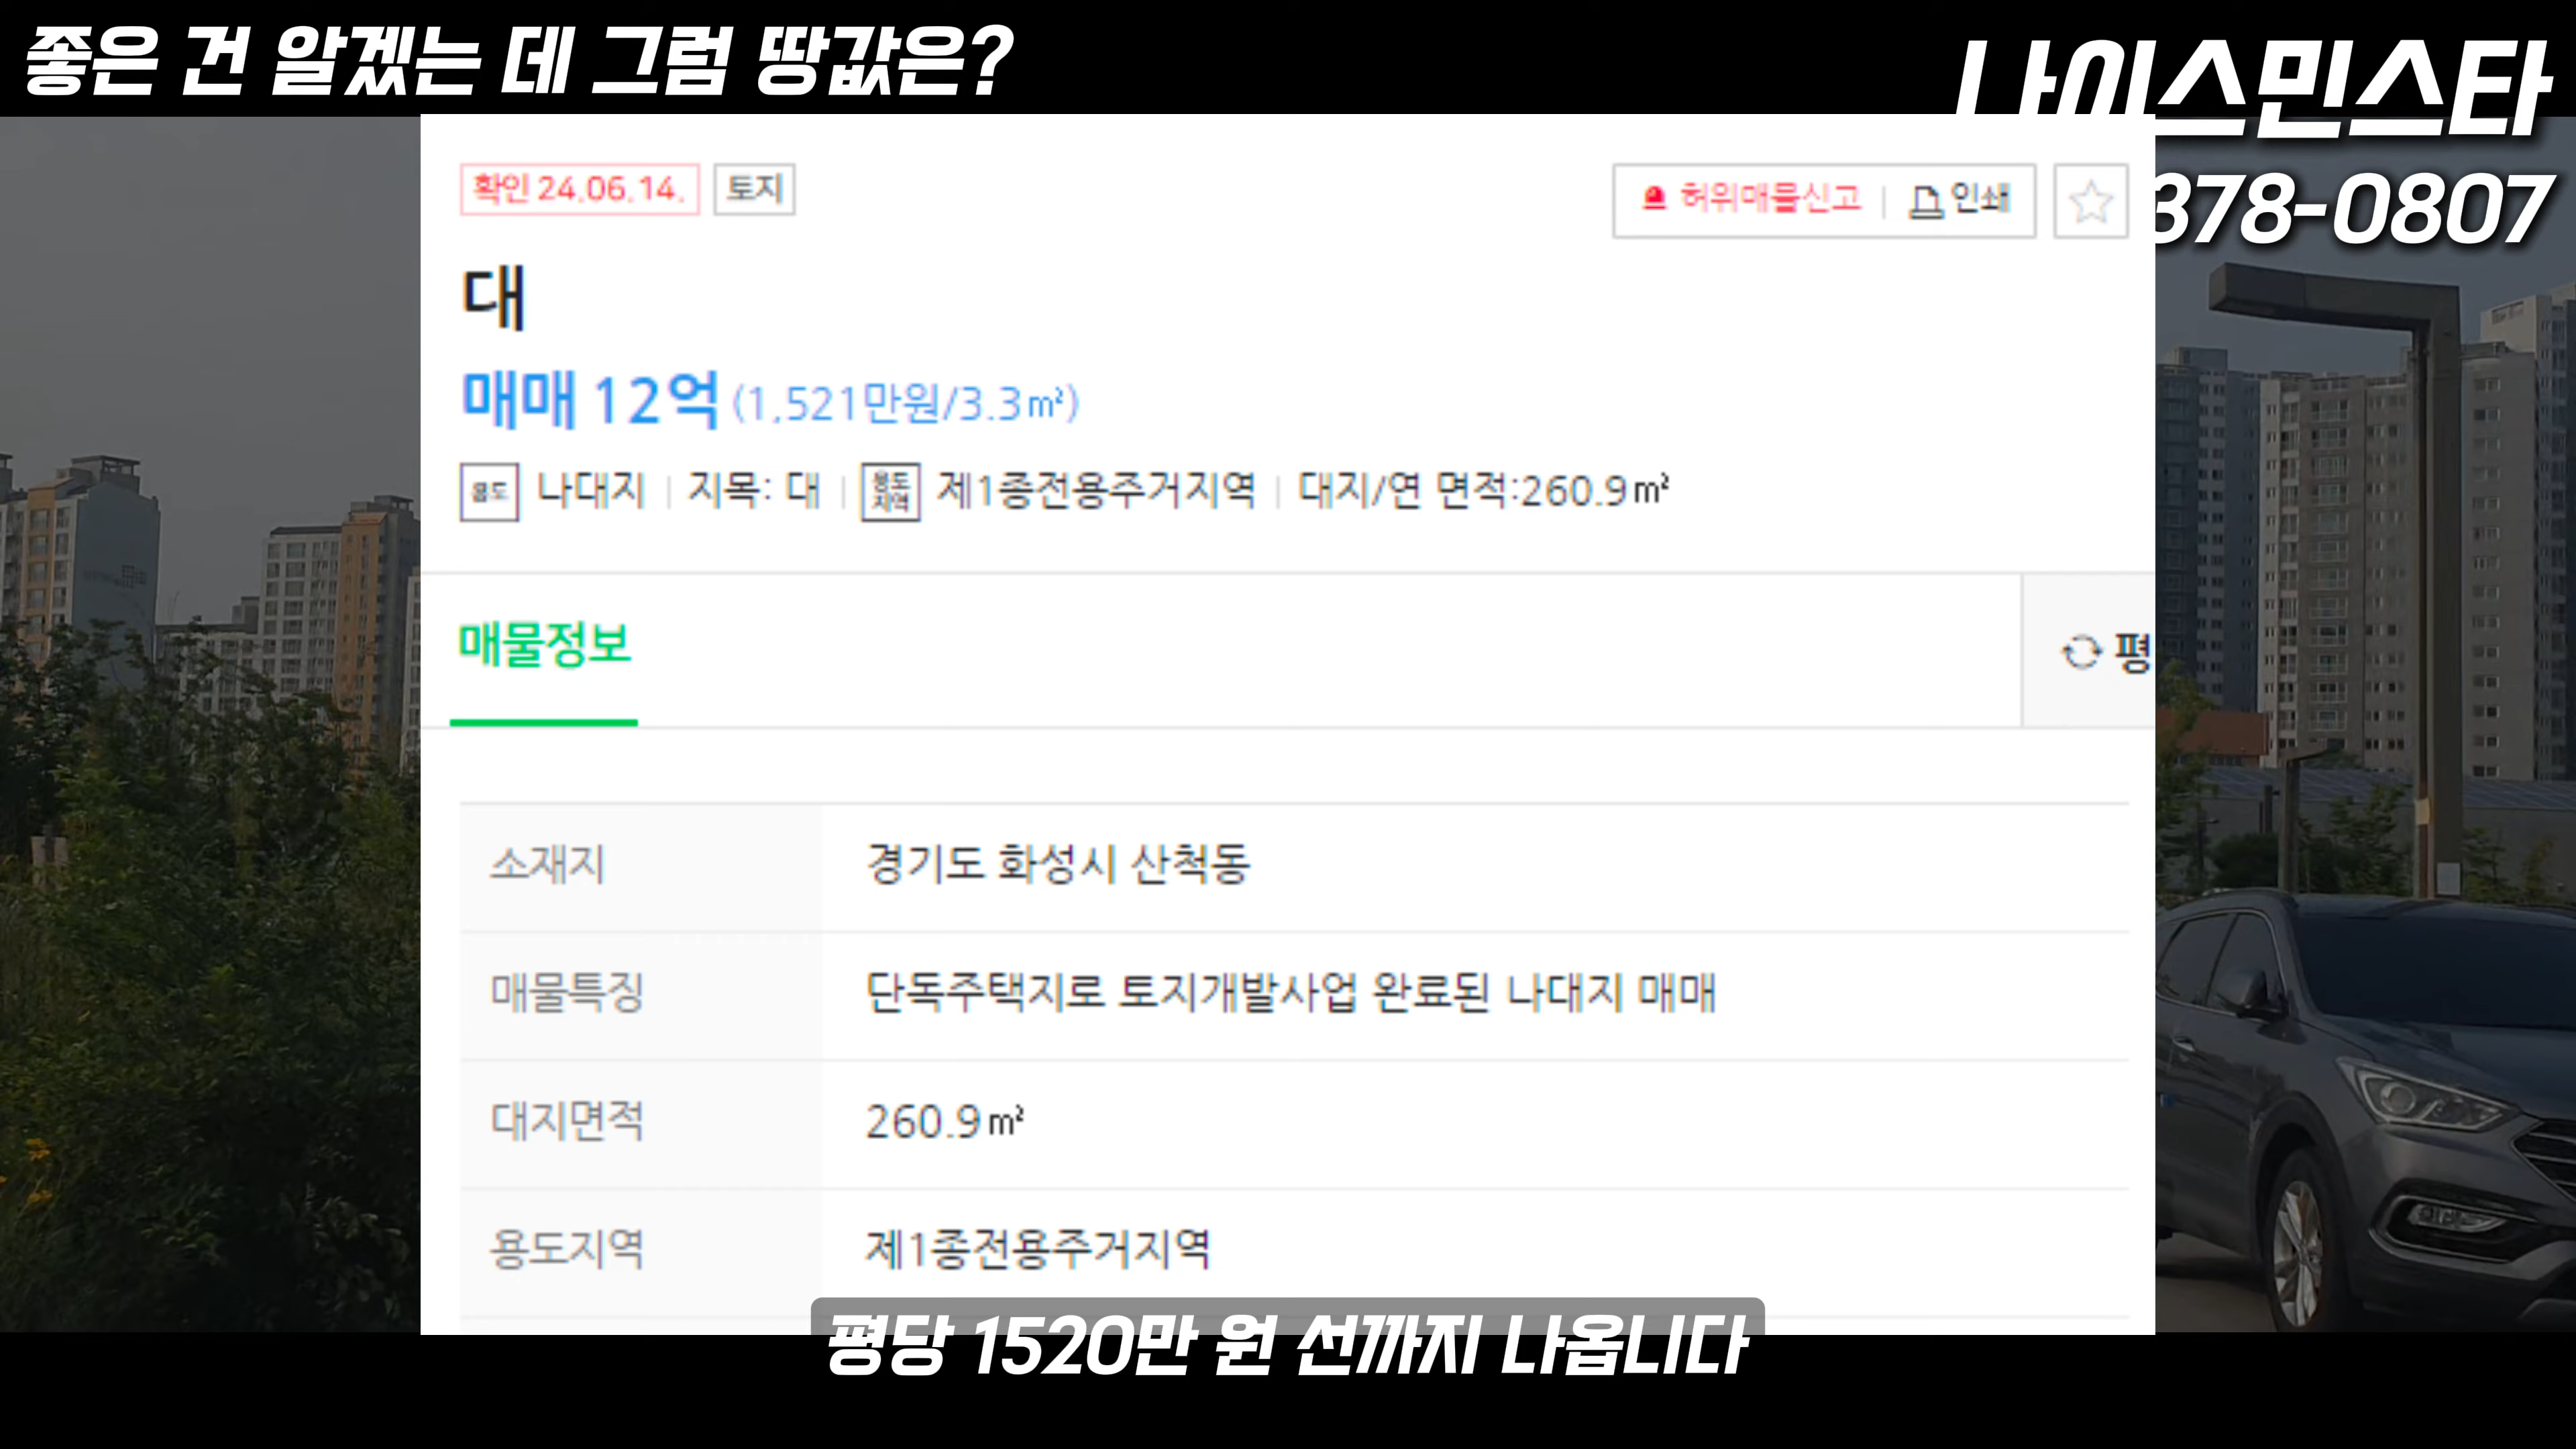 좋은 건 알겠는 데 그럼 땅값은?
나이스민스타
378-0807
확인 24.06.14. 토지
허위매물신고 | 인쇄
대
매매 12억 (1,521만원/3.3㎡)
용도 나대지 | 지목: 대 | 용도지역 제1종전용주거지역 | 대지/연 면적:260.9㎡
매물정보
평
소재지 경기도 화성시 산척동
매물특징 단독주택지로 토지개발사업 완료된 나대지 매매
대지면적 260.9㎡
용도지역 제1종전용주거지역
평당 1520만 원 선까지 나옵니다